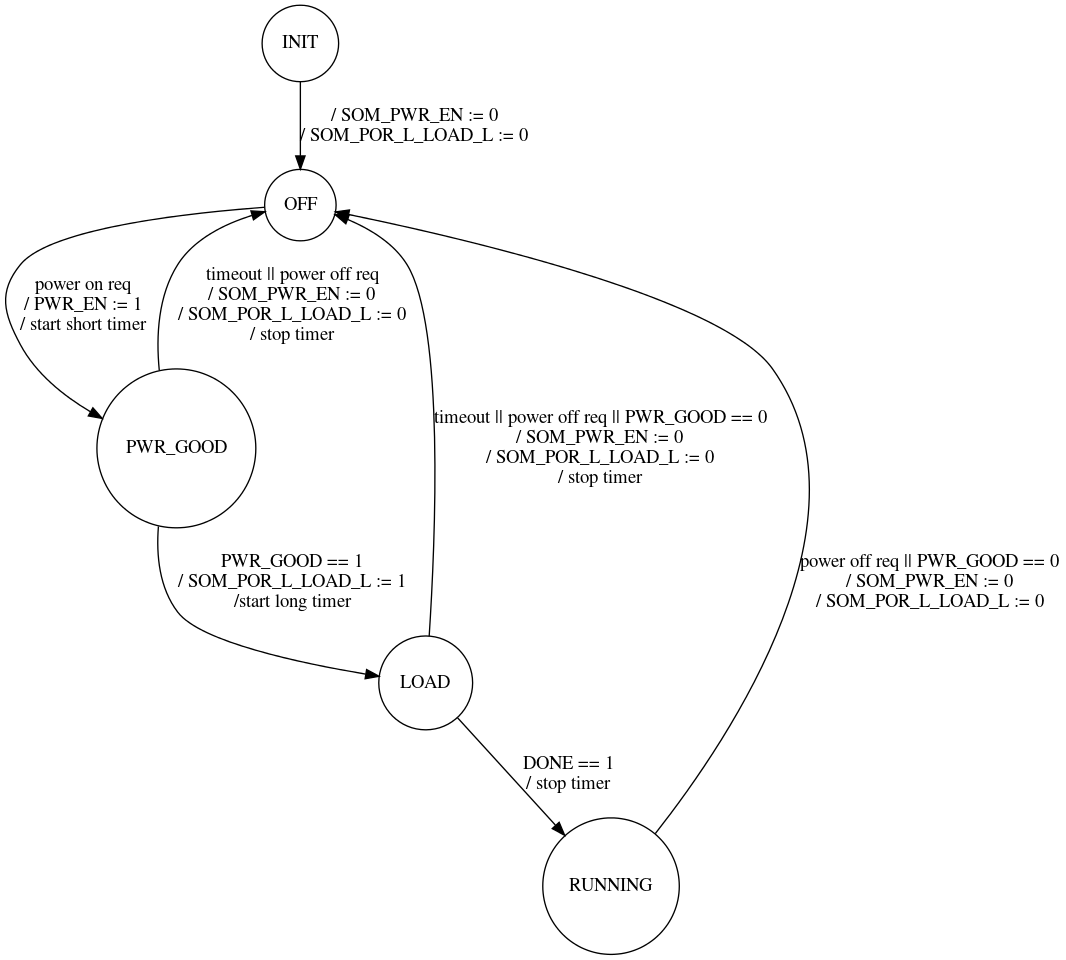 INIT
/ SOM_PWR_EN := 0
/ SOM_POR_L_LOAD_L := 0
OFF
power on req
/ PWR_EN := 1
/ start short timer
timeout || power off req
/ SOM_PWR_EN := 0
/ SOM_POR_L_LOAD_L := 0
/ stop timer
timeout || power off req || PWR_GOOD == 0
/ SOM_PWR_EN := 0
/ SOM_POR_L_LOAD_L := 0
/ stop timer
PWR_GOOD
PWR_GOOD == 1
/ SOM_POR_L_LOAD_L := 1
/start long timer
power off req || PWR_GOOD == 0
/ SOM_PWR_EN := 0
/ SOM_POR_L_LOAD_L := 0
LOAD
DONE == 1
/ stop timer
RUNNING